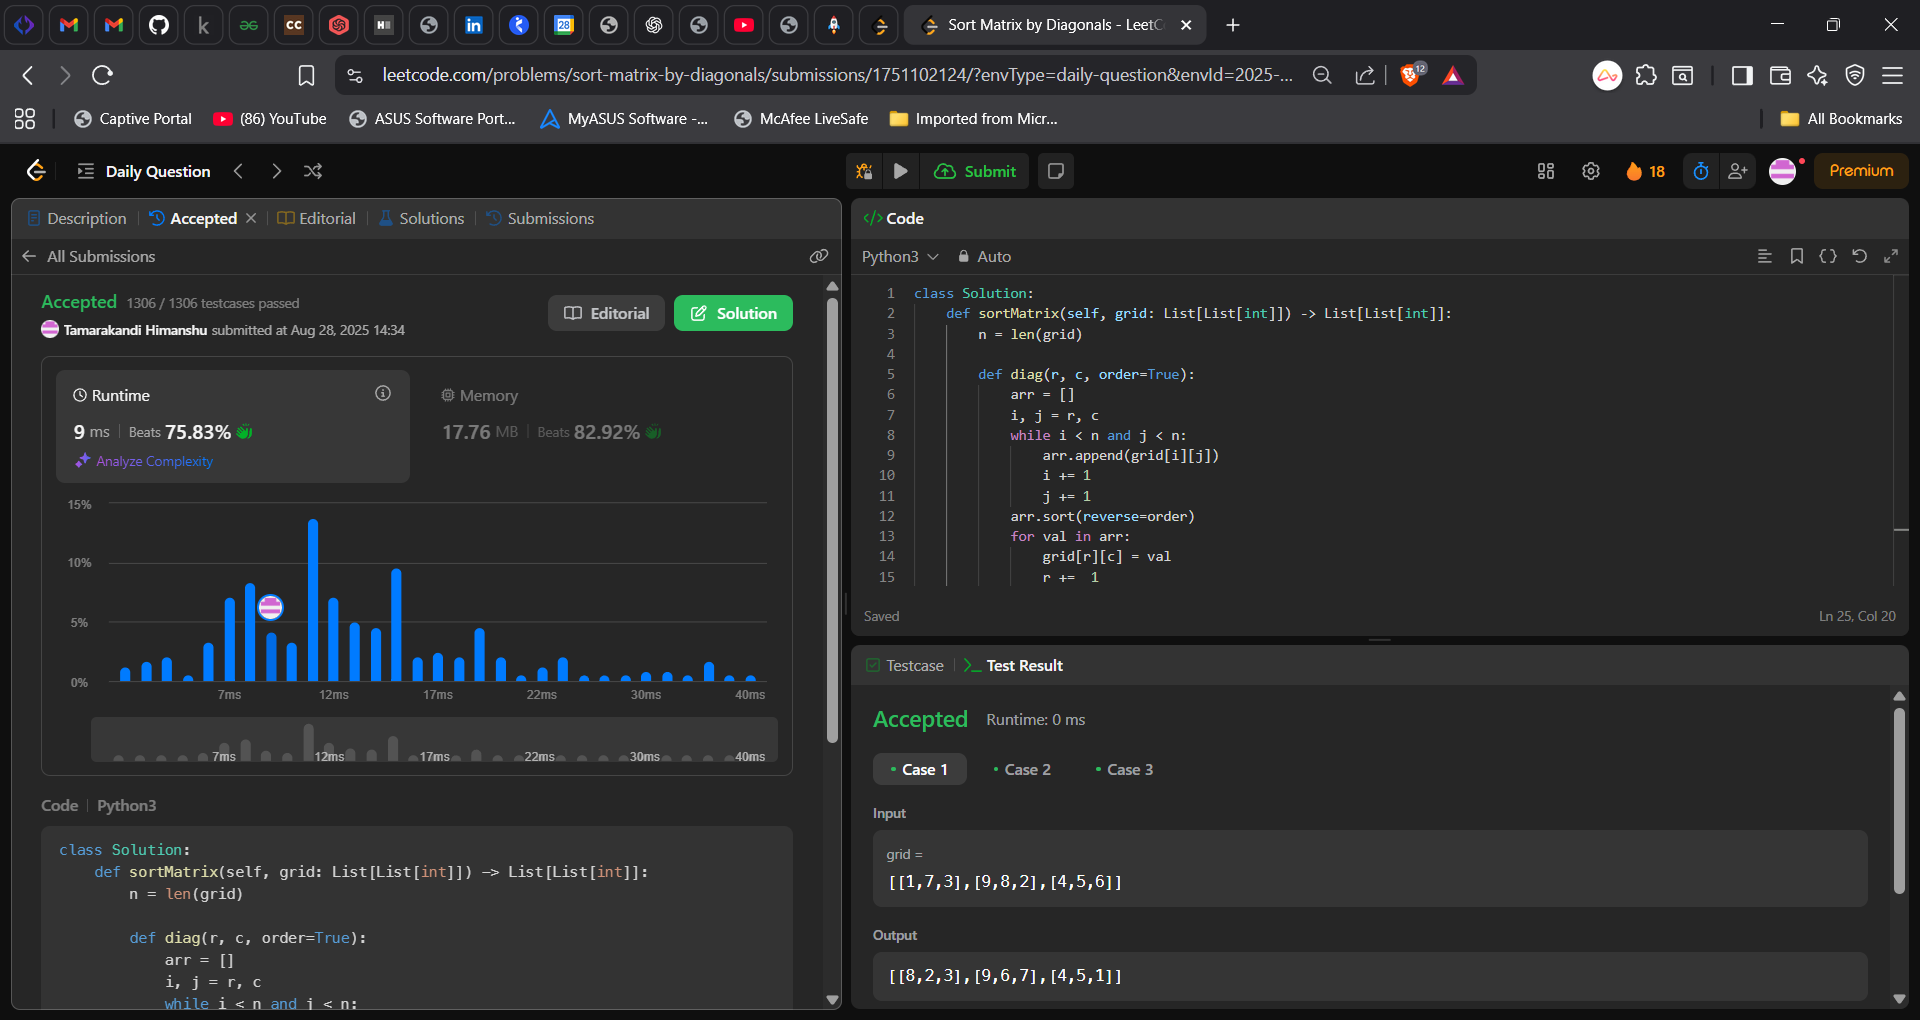 Sort Matrix by Diagonals - LeetC
leetcode.com/problems/sort-matrix-by-diagonals/submissions/1751102124/?envType=daily-question&envId=2025-...
12
Captive Portal
(86) YouTube
ASUS Software Port...
MyASUS Software -...
McAfee LiveSafe
Imported from Micr...
All Bookmarks
Daily Question
Submit
18
Premium
Description
Accepted
Editorial
Solutions
Submissions
All Submissions
Accepted 1306 / 1306 testcases passed
Tamarakandi Himanshu submitted at Aug 28, 2025 14:34
Editorial
Solution
Runtime
9 ms
Beats 75.83%
Analyze Complexity
Memory
17.76 MB
Beats 82.92%
15%
10%
5%
0%
7ms 12ms 17ms 22ms 30ms 40ms
7ms 12ms 17ms 22ms 30ms 40ms
Code
Python3
class Solution:
def sortMatrix(self, grid: List[List[int]]) -> List[List[int]]:
n = len(grid)
def diag(r, c, order=True):
arr = []
i, j = r, c
while i < n and j < n:
Code
Python3
Auto
1 class Solution:
2 def sortMatrix(self, grid: List[List[int]]) -> List[List[int]]:
3 n = len(grid)
4
5 def diag(r, c, order=True):
6 arr = []
7 i, j = r, c
8 while i < n and j < n:
9 arr.append(grid[i][j])
10 i += 1
11 j += 1
12 arr.sort(reverse=order)
13 for val in arr:
14 grid[r][c] = val
15 r += 1
Saved
Ln 25, Col 20
Testcase
Test Result
Accepted
Runtime: 0 ms
Case 1
Case 2
Case 3
Input
grid =
[[1,7,3],[9,8,2],[4,5,6]]
Output
[[8,2,3],[9,6,7],[4,5,1]]